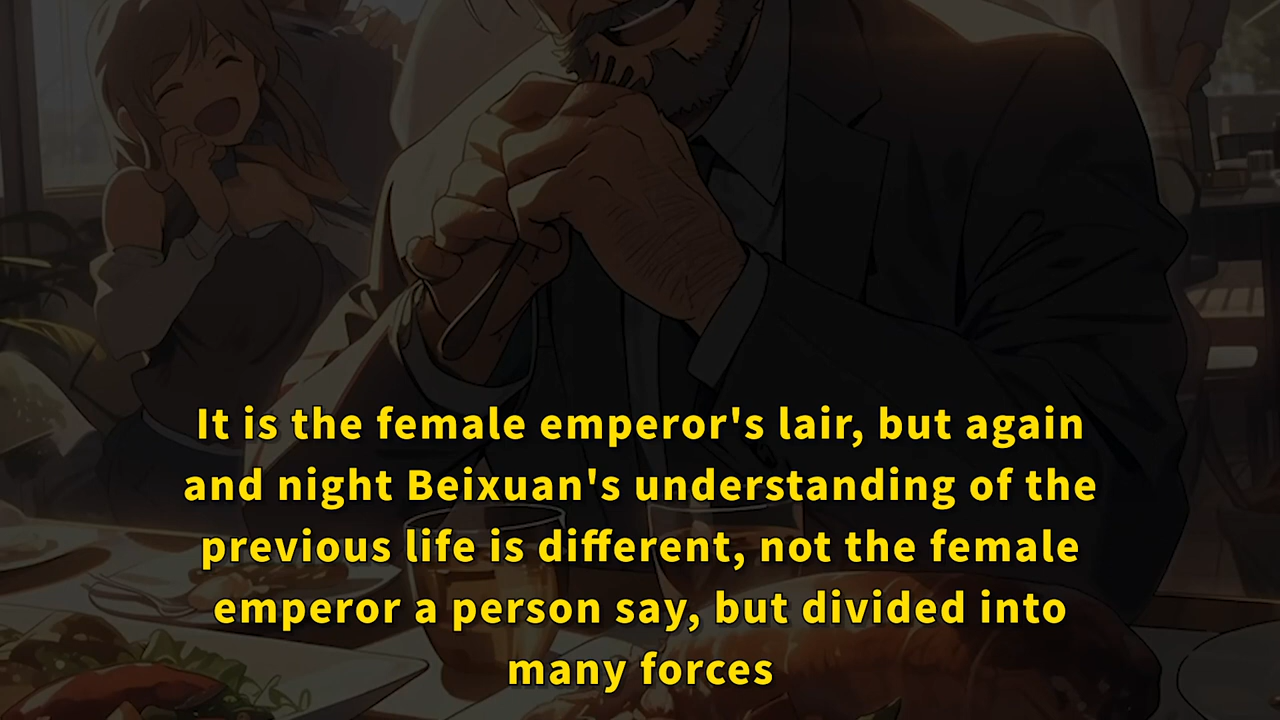 It is the female emperor's lair, but again
and night Beixuan's understanding of the
previous life is different, not the female
emperor a person say, but divided into
many forces